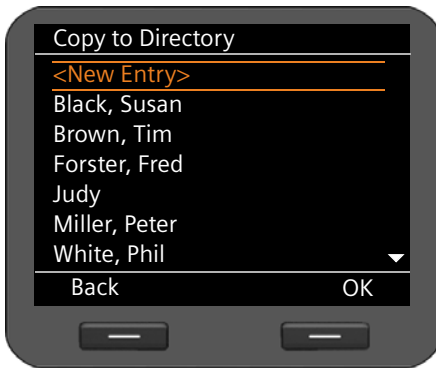 Copy to Directory
<New Entry>
Black, Susan
Brown, Tim
Forster, Fred
Judy
Miller, Peter
White, Phil
Back OK